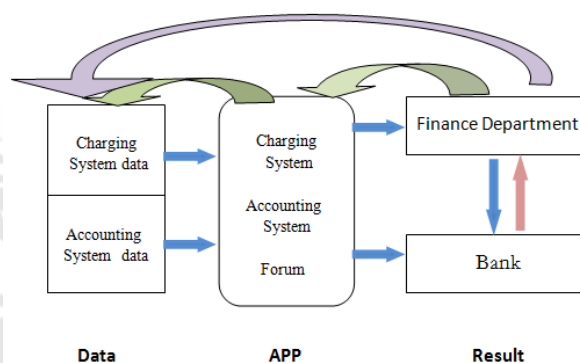 Charging
System data
Accounting
System data
Charging
System
Accounting
System
Forum
Finance Department
Bank
Data
APP
Result